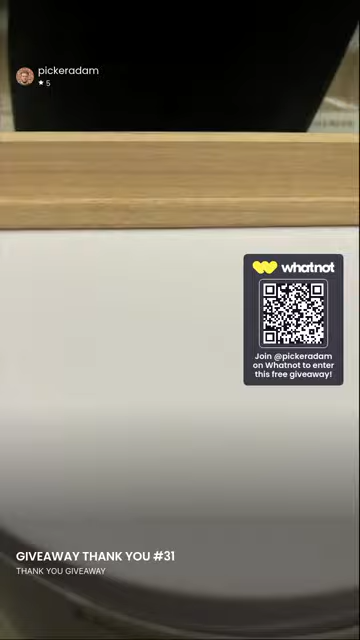 pickeradam
★ 5
whatnot
Join @pickeradam
on Whatnot to enter
this free giveaway!
GIVEAWAY THANK YOU #31
THANK YOU GIVEAWAY